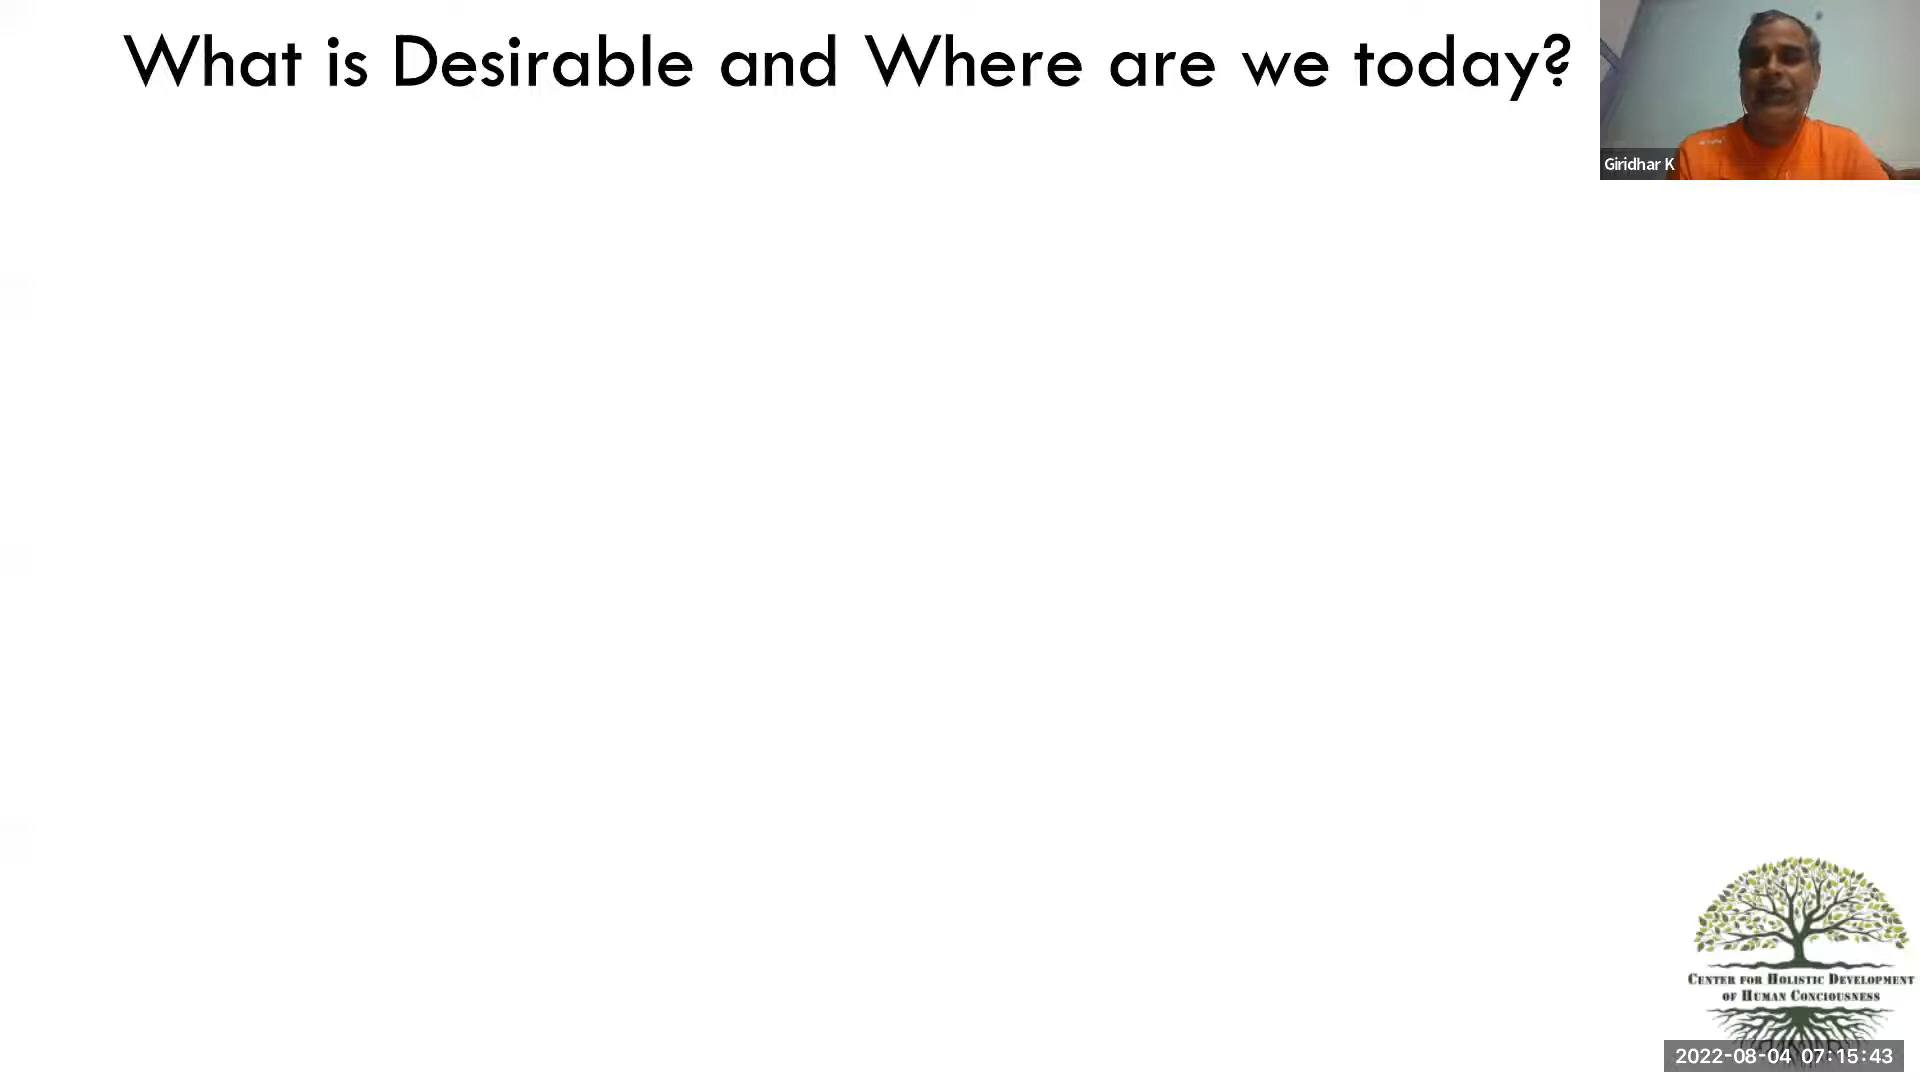 What is Desirable and Where are we today?
Giridhar K
CENTER FOR HOLISTIC DEVELOPMENT
OF HUMAN CONCIOUSNESS
2022-08-04 07:15:43